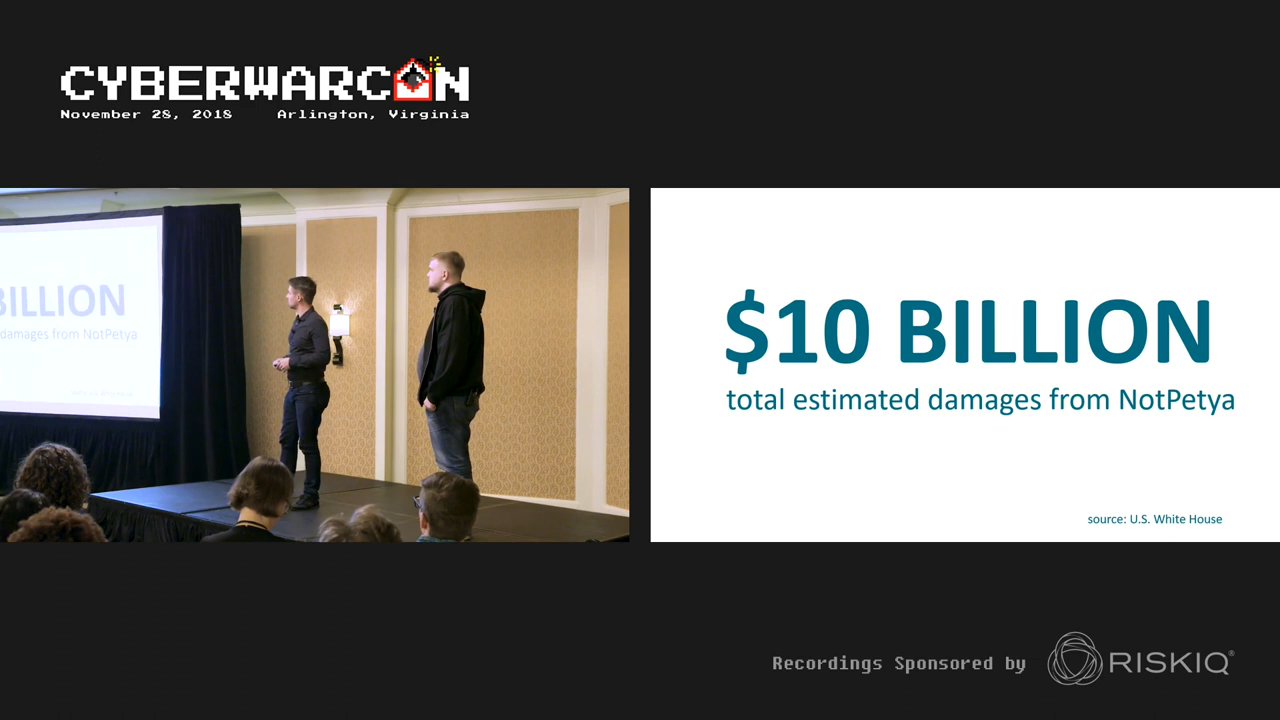 CYBERWARCON
November 28, 2018 Arlington, Virginia
BILLION
damages from NotPetya
$10 BILLION
total estimated damages from NotPetya
source: U.S. White House
Recordings Sponsored by RISKIQ®